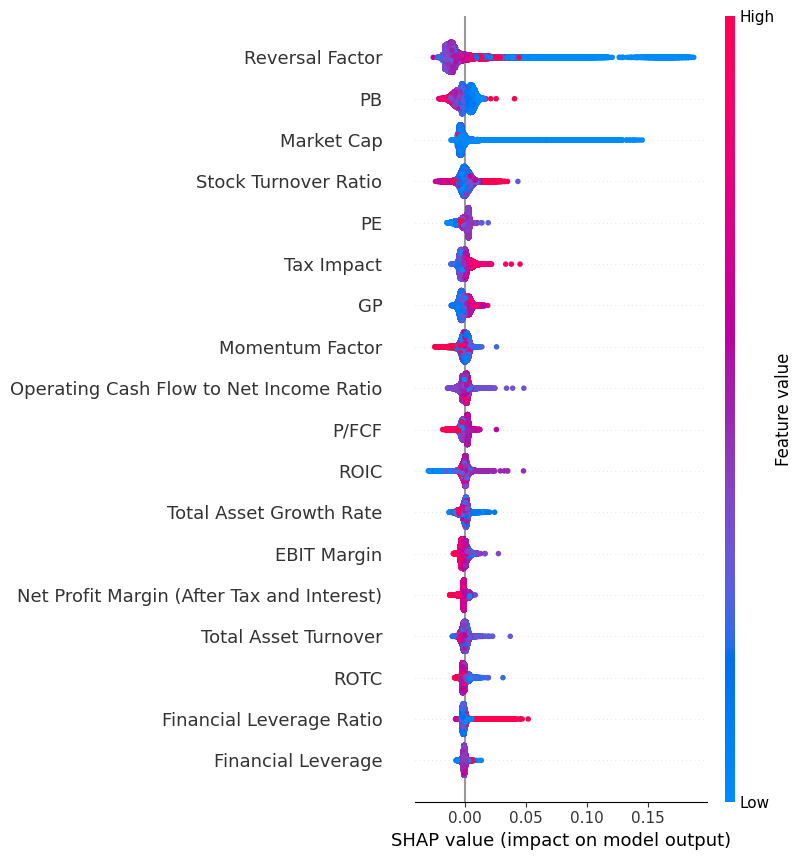 High
Reversal Factor
PB
Market Cap
Stock Turnover Ratio
PE
Tax Impact
GP
Momentum Factor
Operating Cash Flow to Net Income Ratio
P/FCF
ROIC
Total Asset Growth Rate
EBIT Margin
Net Profit Margin (After Tax and Interest)
Total Asset Turnover
ROTC
Financial Leverage Ratio
Financial Leverage
Feature value
Low
0.00 0.05 0.10 0.15
SHAP value (impact on model output)